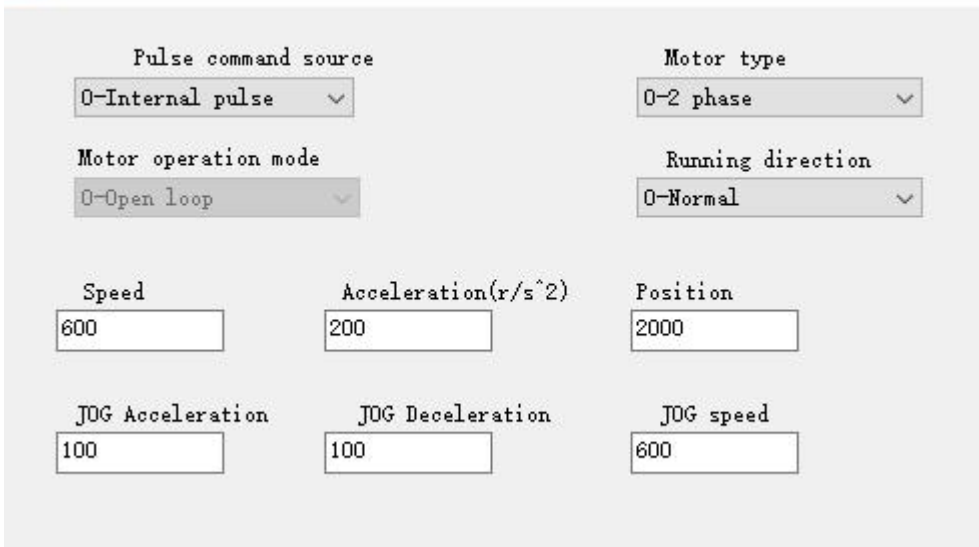 Pulse command source
Motor type
0-Internal pulse
0-2 phase
Motor operation mode
Running direction
0-Open loop
0-Normal
Speed
Acceleration(r/s^2)
Position
600
200
2000
JOG Acceleration
JOG Deceleration
JOG speed
100
100
600